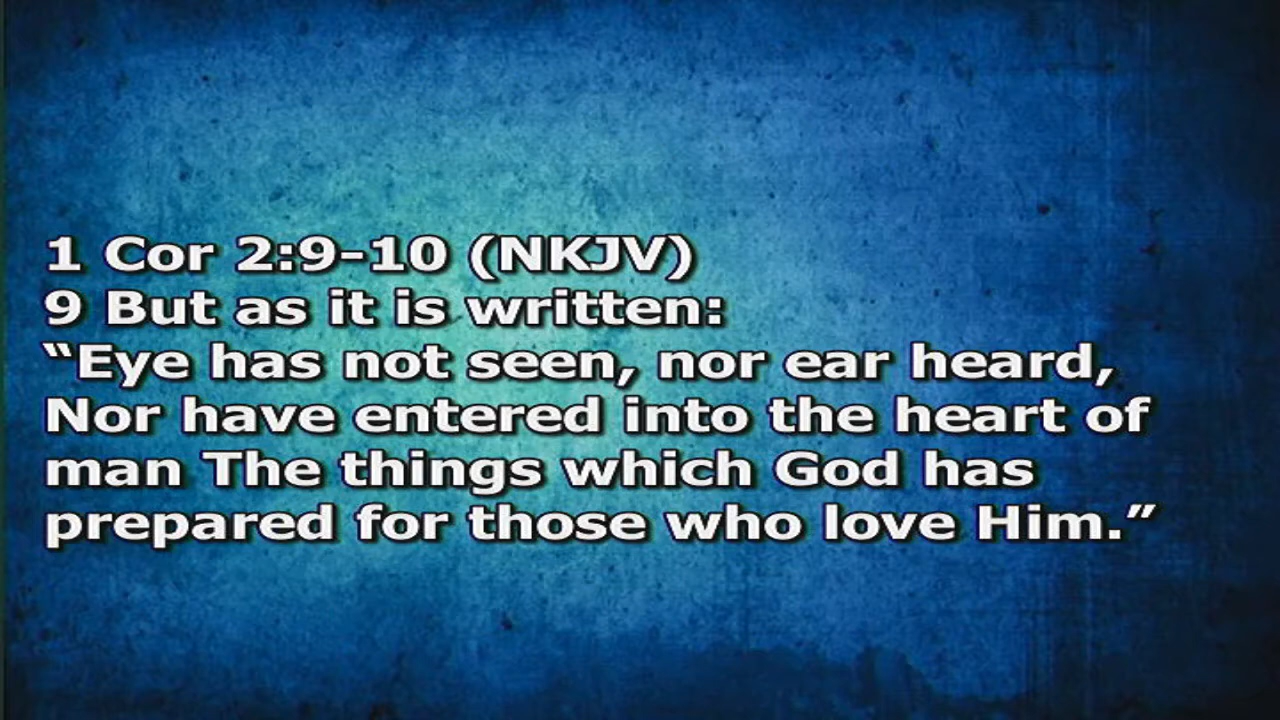 1 Cor 2:9-10 (NKJV)
9 But as it is written:
“Eye has not seen, nor ear heard,
Nor have entered into the heart of
man The things which God has
prepared for those who love Him.”